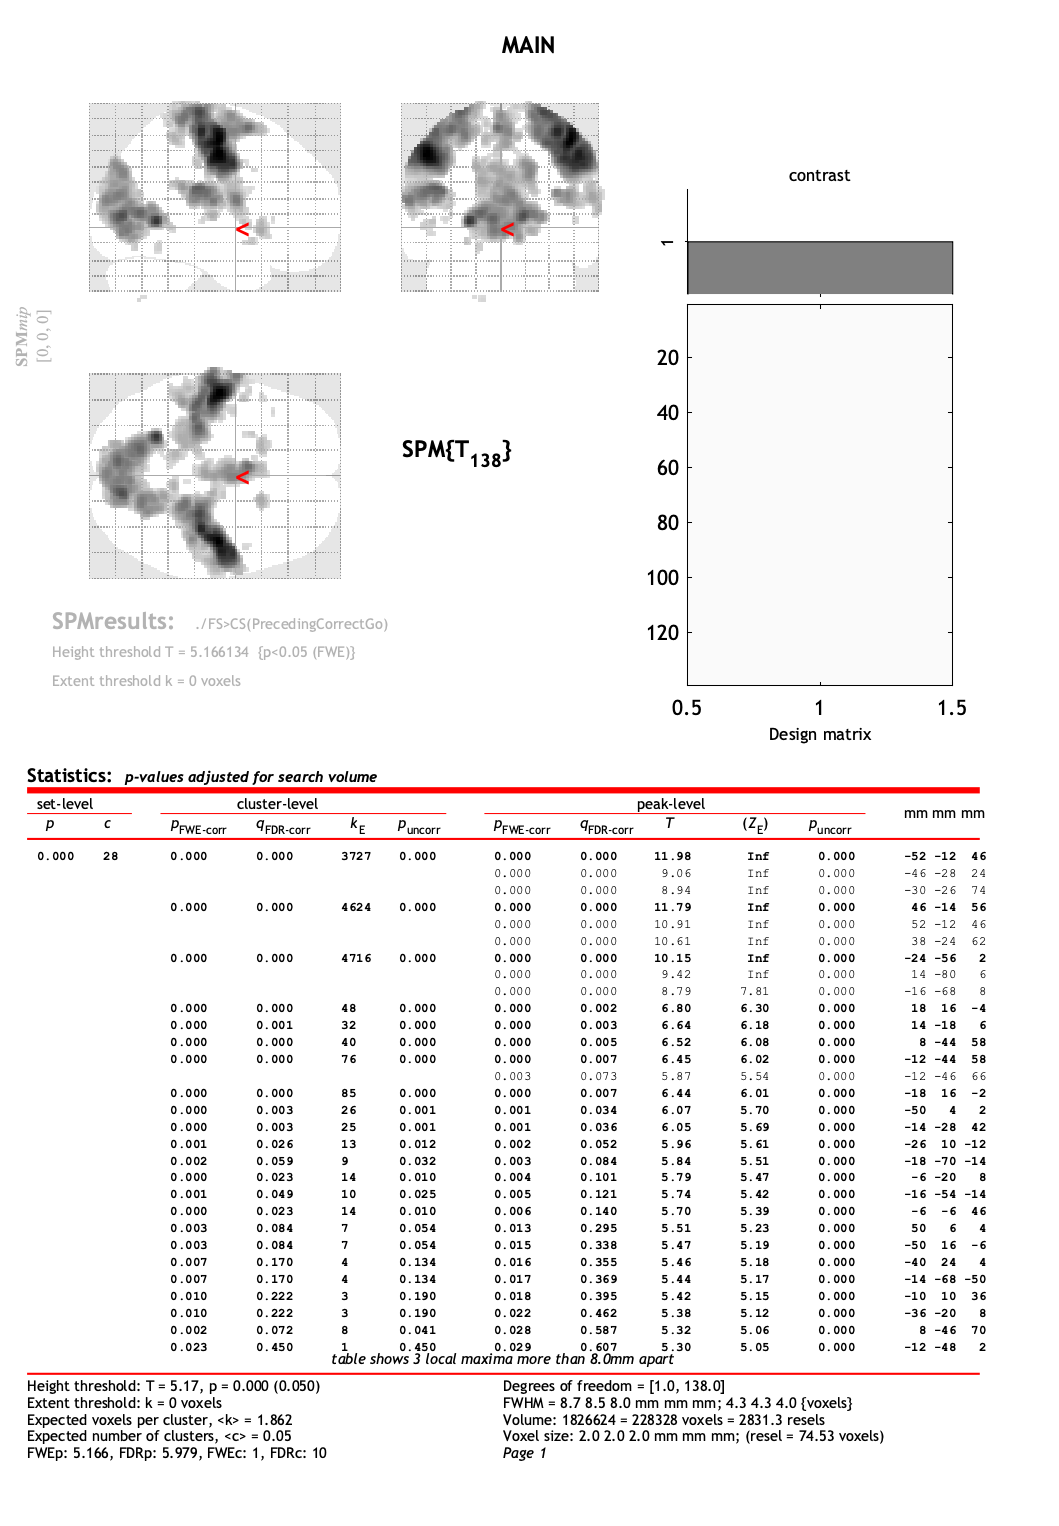 MAIN
contrast
1
SPMmip
[0, 0, 0]
<
<
<
SPM{T138}
20
40
60
80
100
120
0.5 1 1.5
Design matrix
SPMresults: ./FS>CS(PrecedingCorrectGo)
Height threshold T = 5.166134 {p<0.05 (FWE)}
Extent threshold k = 0 voxels
Statistics: p-values adjusted for search volume
set-level cluster-level peak-level
p c pFWE-corr qFDR-corr kE puncorr pFWE-corr qFDR-corr T (ZE) puncorr mm mm mm
0.000 28 0.000 0.000 3727 0.000 0.000 0.000 11.98 Inf 0.000 -52 -12 46
0.000 0.000 9.06 Inf 0.000 -46 -28 24
0.000 0.000 8.94 Inf 0.000 -30 -26 74
0.000 0.000 4624 0.000 0.000 0.000 11.79 Inf 0.000 46 -14 56
0.000 0.000 10.91 Inf 0.000 52 -12 46
0.000 0.000 10.61 Inf 0.000 38 -24 62
0.000 0.000 4716 0.000 0.000 0.000 10.15 Inf 0.000 -24 -56 2
0.000 0.000 9.42 Inf 0.000 14 -80 6
0.000 0.000 8.79 7.81 0.000 -16 -68 8
0.000 0.000 48 0.000 0.000 0.002 6.80 6.30 0.000 18 16 -4
0.000 0.001 32 0.000 0.000 0.003 6.64 6.18 0.000 14 -18 6
0.000 0.000 40 0.000 0.000 0.005 6.52 6.08 0.000 8 -44 58
0.000 0.000 76 0.000 0.000 0.007 6.45 6.02 0.000 -12 -44 58
0.003 0.073 5.87 5.54 0.000 -12 -46 66
0.000 0.000 85 0.000 0.000 0.007 6.44 6.01 0.000 -18 16 -2
0.000 0.003 26 0.001 0.001 0.034 6.07 5.70 0.000 -50 4 2
0.000 0.003 25 0.001 0.001 0.036 6.05 5.69 0.000 -14 -28 42
0.001 0.026 13 0.012 0.002 0.052 5.96 5.61 0.000 -26 10 -12
0.002 0.059 9 0.032 0.003 0.084 5.84 5.51 0.000 -18 -70 -14
0.000 0.023 14 0.010 0.004 0.101 5.79 5.47 0.000 -6 -20 8
0.001 0.049 10 0.025 0.005 0.121 5.74 5.42 0.000 -16 -54 -14
0.000 0.023 14 0.010 0.006 0.140 5.70 5.39 0.000 -6 -6 46
0.003 0.084 7 0.054 0.013 0.295 5.51 5.23 0.000 50 6 4
0.003 0.084 7 0.054 0.015 0.338 5.47 5.19 0.000 -50 16 -6
0.007 0.170 4 0.134 0.016 0.355 5.46 5.18 0.000 -40 24 4
0.007 0.170 4 0.134 0.017 0.369 5.44 5.17 0.000 -14 -68 -50
0.010 0.222 3 0.190 0.018 0.395 5.42 5.15 0.000 -10 10 36
0.010 0.222 3 0.190 0.022 0.462 5.38 5.12 0.000 -36 -20 8
0.002 0.072 8 0.041 0.028 0.587 5.32 5.06 0.000 8 -46 70
0.023 0.450 1 0.450 0.029 0.607 5.30 5.05 0.000 -12 -48 2
table shows 3 local maxima more than 8.0mm apart
Height threshold: T = 5.17, p = 0.000 (0.050)
Extent threshold: k = 0 voxels
Expected voxels per cluster, <k> = 1.862
Expected number of clusters, <c> = 0.05
FWEp: 5.166, FDRp: 5.979, FWEc: 1, FDRc: 10
Degrees of freedom = [1.0, 138.0]
FWHM = 8.7 8.5 8.0 mm mm mm; 4.3 4.3 4.0 {voxels}
Volume: 1826624 = 228328 voxels = 2831.3 resels
Voxel size: 2.0 2.0 2.0 mm mm mm; (resel = 74.53 voxels)
Page 1